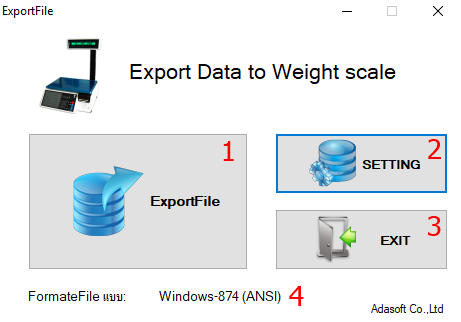 ExportFile
Export Data to Weight scale
1
ExportFile
2
SETTING
3
EXIT
FormateFile แบบ: Windows-874 (ANSI) 4
Adasoft Co.,Ltd